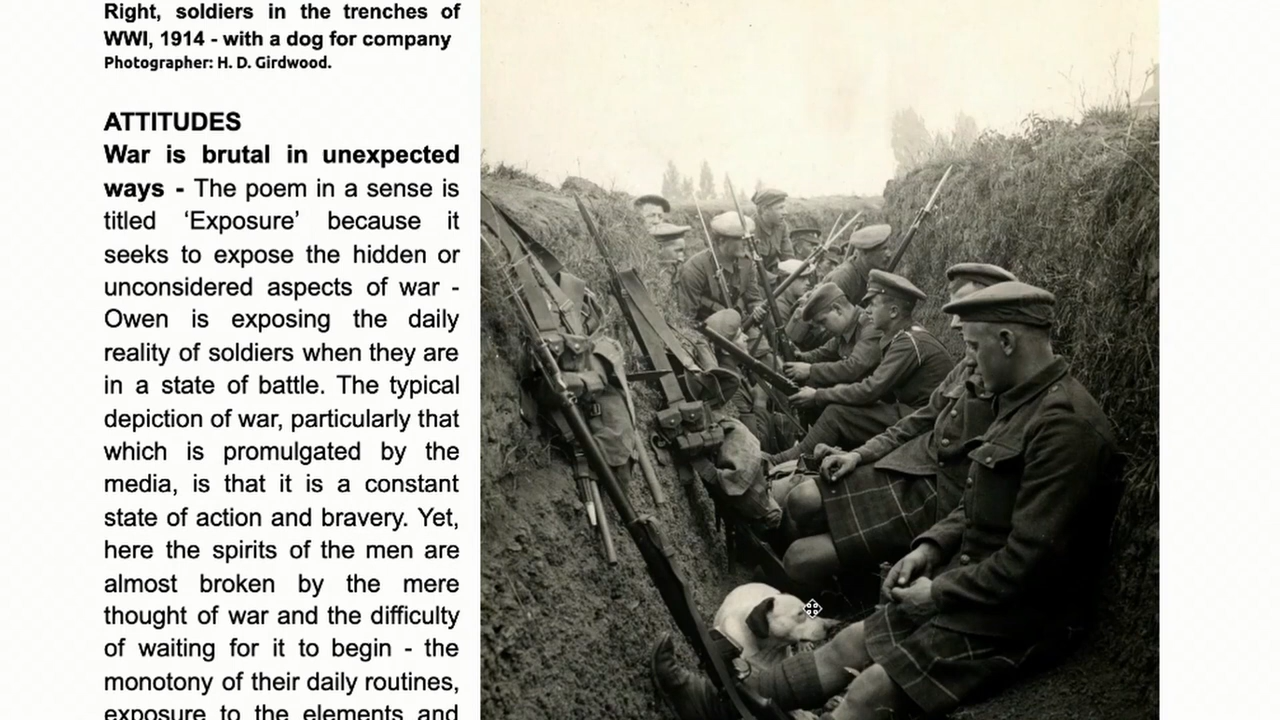 Right, soldiers in the trenches of
WWI, 1914 - with a dog for company
Photographer: H. D. Girdwood.
ATTITUDES
War is brutal in unexpected
ways - The poem in a sense is
titled ‘Exposure’ because it
seeks to expose the hidden or
unconsidered aspects of war -
Owen is exposing the daily
reality of soldiers when they are
in a state of battle. The typical
depiction of war, particularly that
which is promulgated by the
media, is that it is a constant
state of action and bravery. Yet,
here the spirits of the men are
almost broken by the mere
thought of war and the difficulty
of waiting for it to begin - the
monotony of their daily routines,
exposure to the elements and